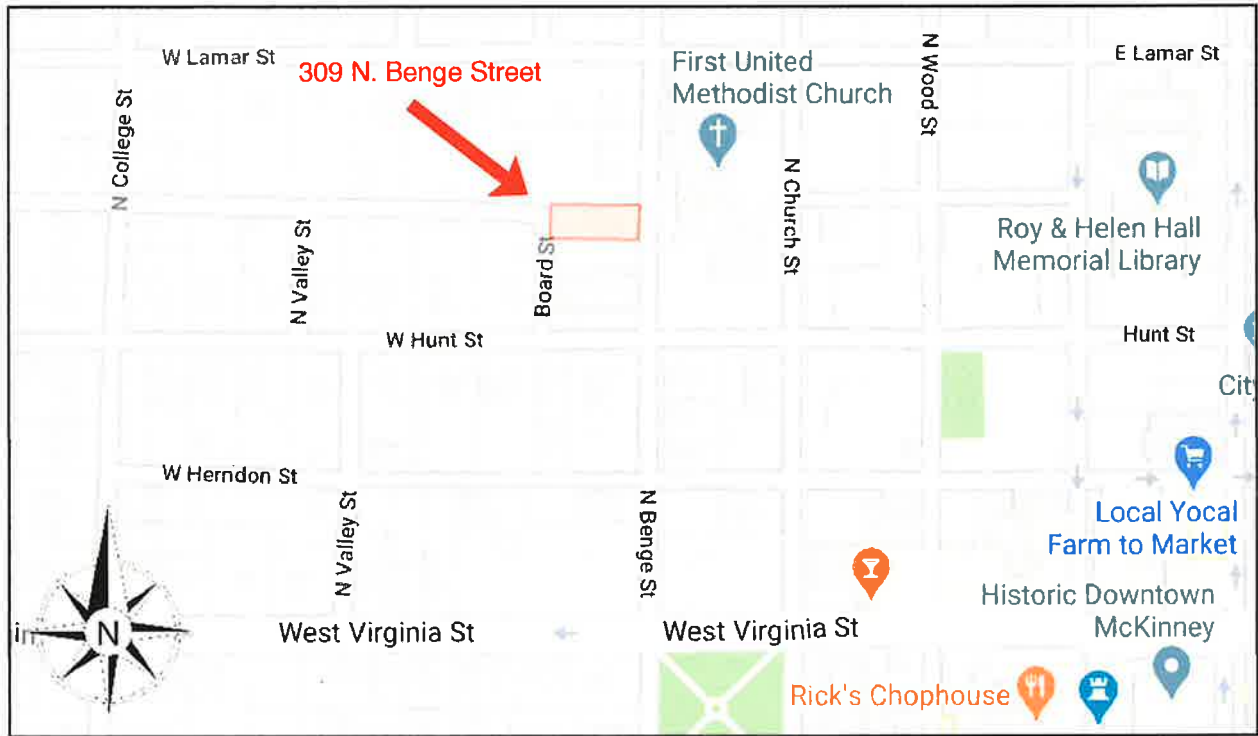 W Lamar St
309 N. Benge Street
First United
Methodist Church
N Wood St
E Lamar St
N College St
N Church St
Roy & Helen Hall
Memorial Library
N Valley St
Board St
W Hunt St
Hunt St
City
W Herndon St
N Valley St
N Benge St
Local Yocal
Farm to Market
Historic Downtown
McKinney
in
N
West Virginia St
West Virginia St
Rick's Chophouse